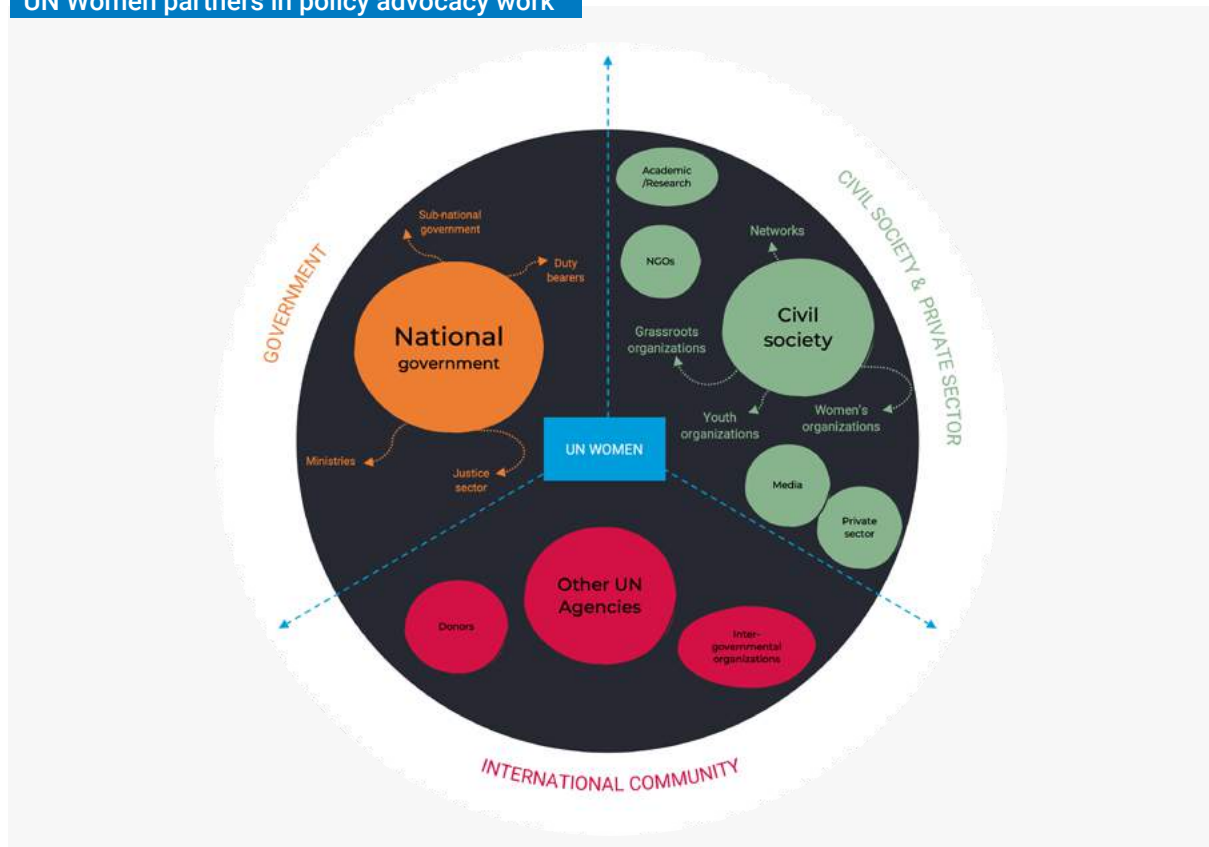 UN Women partners in policy advocacy work
GOVERNMENT
Sub-national
government
Duty
bearers
National
government
Ministries
Justice
sector
UN WOMEN
CIVIL SOCIETY & PRIVATE SECTOR
Academic
/Research
NGOs
Networks
Civil
society
Grassroots
organizations
Youth
organizations
Women's
organizations
Media
Private
sector
Other UN
Agencies
Donors
Inter-
governmental
organizations
INTERNATIONAL COMMUNITY